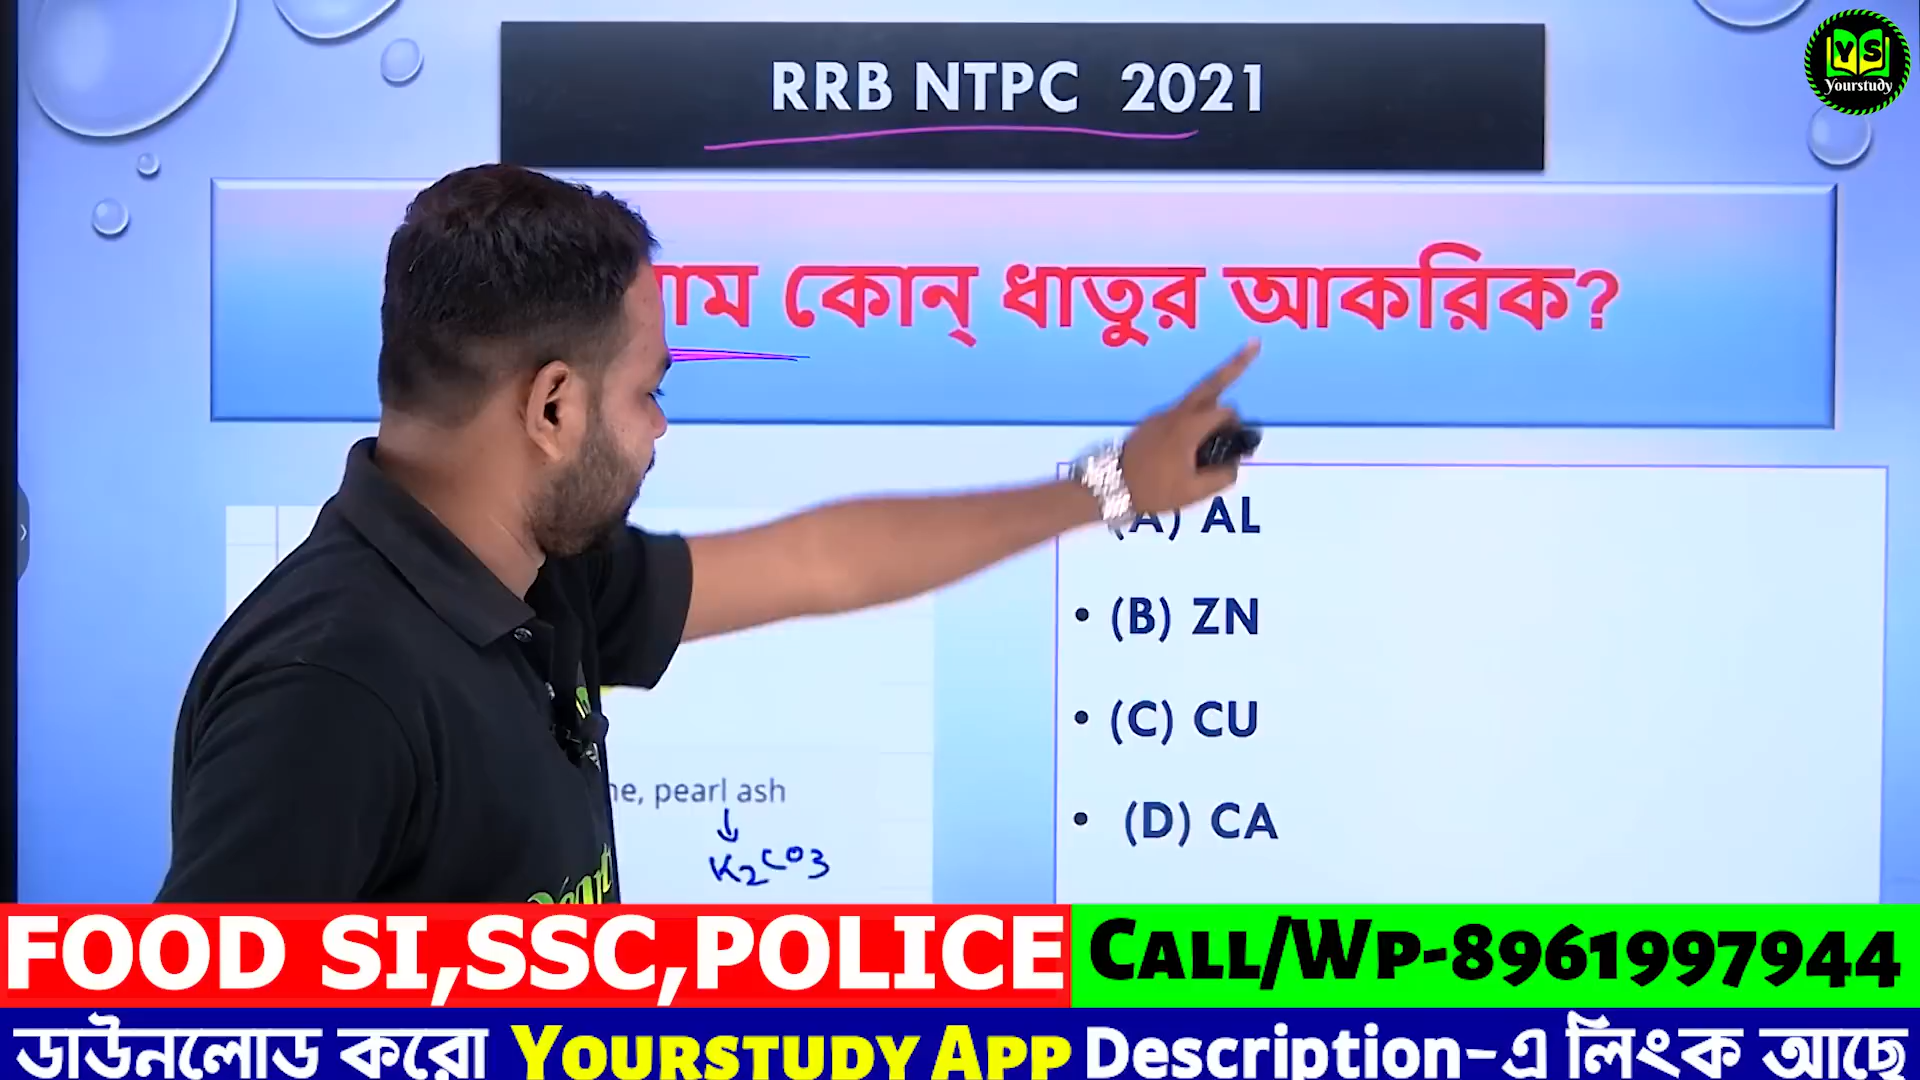 RRB NTPC 2021
YS
Yourstudy
কোন্ ধাতুর আকরিক?
(A) AL
• (B) ZN
• (C) CU
• (D) CA
pearl ash
K2CO3
FOOD SI,SSC,POLICE
CALL/WP-8961997944
ডাউনলোড করো YOURSTUDY APP Description-এ লিংক আছে